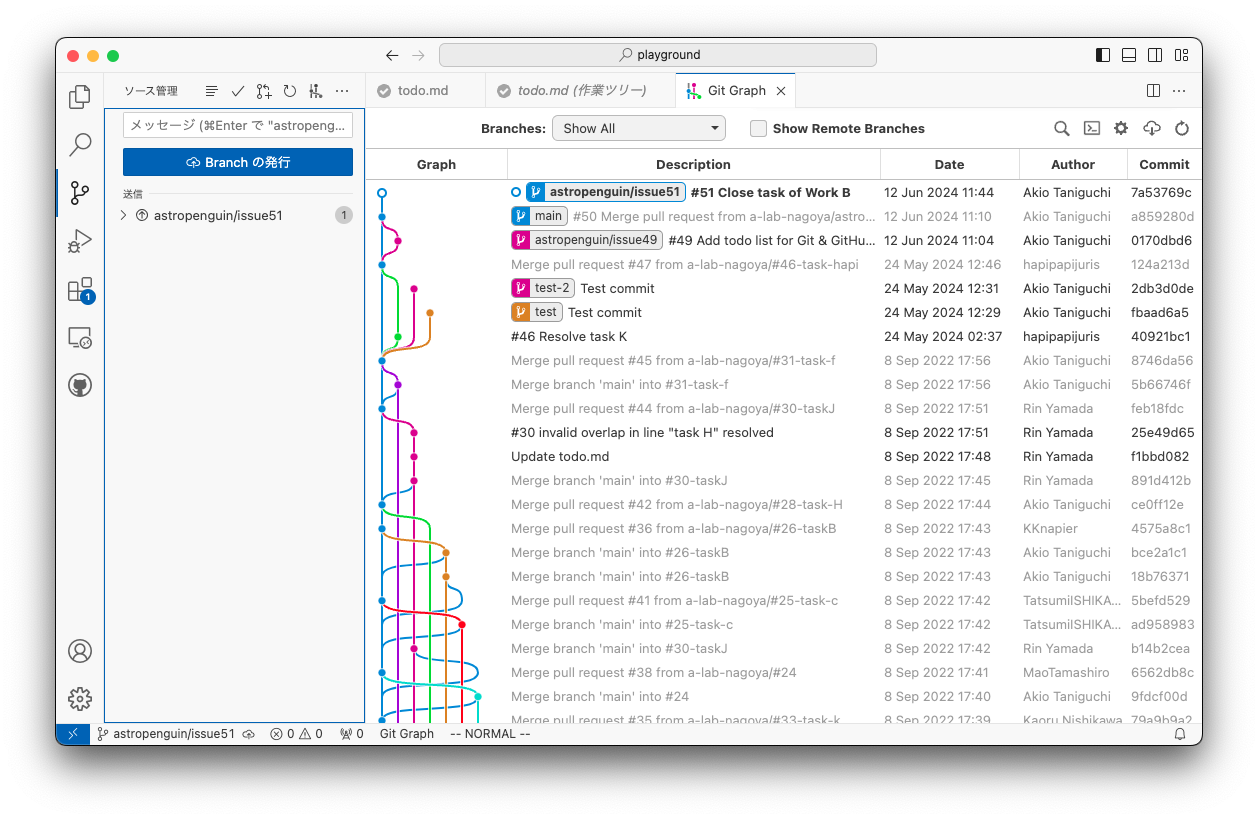 playground
ソース管理
todo.md
todo.md (作業ツリー)
Git Graph
メッセージ (⌘Enter で "astropeng...
Branch の発行
送信
astropenguin/issue51 1
1
Branches: Show All Show Remote Branches
Graph Description Date Author Commit
astropenguin/issue51 #51 Close task of Work B 12 Jun 2024 11:44 Akio Taniguchi 7a53769c
main #50 Merge pull request from a-lab-nagoya/astro... 12 Jun 2024 11:10 Akio Taniguchi a859280d
astropenguin/issue49 #49 Add todo list for Git & GitHu... 12 Jun 2024 11:04 Akio Taniguchi 0170dbd6
Merge pull request #47 from a-lab-nagoya/#46-task-hapi 24 May 2024 12:46 hapipapijuris 124a213d
test-2 Test commit 24 May 2024 12:31 Akio Taniguchi 2db3d0de
test Test commit 24 May 2024 12:29 Akio Taniguchi fbaad6a5
#46 Resolve task K 24 May 2024 02:37 hapipapijuris 40921bc1
Merge pull request #45 from a-lab-nagoya/#31-task-f 8 Sep 2022 17:56 Akio Taniguchi 8746da56
Merge branch 'main' into #31-task-f 8 Sep 2022 17:56 Akio Taniguchi 5b66746f
Merge pull request #44 from a-lab-nagoya/#30-taskJ 8 Sep 2022 17:51 Rin Yamada feb18fdc
#30 invalid overlap in line "task H" resolved 8 Sep 2022 17:51 Rin Yamada 25e49d65
Update todo.md 8 Sep 2022 17:48 Rin Yamada f1bbd082
Merge branch 'main' into #30-taskJ 8 Sep 2022 17:45 Rin Yamada 891d412b
Merge pull request #42 from a-lab-nagoya/#28-task-H 8 Sep 2022 17:44 Akio Taniguchi ce0ff12e
Merge pull request #36 from a-lab-nagoya/#26-taskB 8 Sep 2022 17:43 KKnapier 4575a8c1
Merge branch 'main' into #26-taskB 8 Sep 2022 17:43 Akio Taniguchi bce2a1c1
Merge branch 'main' into #26-taskB 8 Sep 2022 17:43 Akio Taniguchi 18b76371
Merge pull request #41 from a-lab-nagoya/#25-task-c 8 Sep 2022 17:42 TatsumiISHIKA... 5befd529
Merge branch 'main' into #25-task-c 8 Sep 2022 17:42 TatsumiISHIKA... ad958983
Merge branch 'main' into #30-taskJ 8 Sep 2022 17:42 Rin Yamada b14b2cea
Merge pull request #38 from a-lab-nagoya/#24 8 Sep 2022 17:41 MaoTamashiro 6562db8c
Merge branch 'main' into #24 8 Sep 2022 17:40 Akio Taniguchi 9fdcf00d
Merge pull request #35 from a-lab-nagoya/#33-task-k 8 Sep 2022 17:39 Kaoru Nishikawa 79a9b9a2
astropenguin/issue51 0 0 0 Git Graph -- NORMAL --